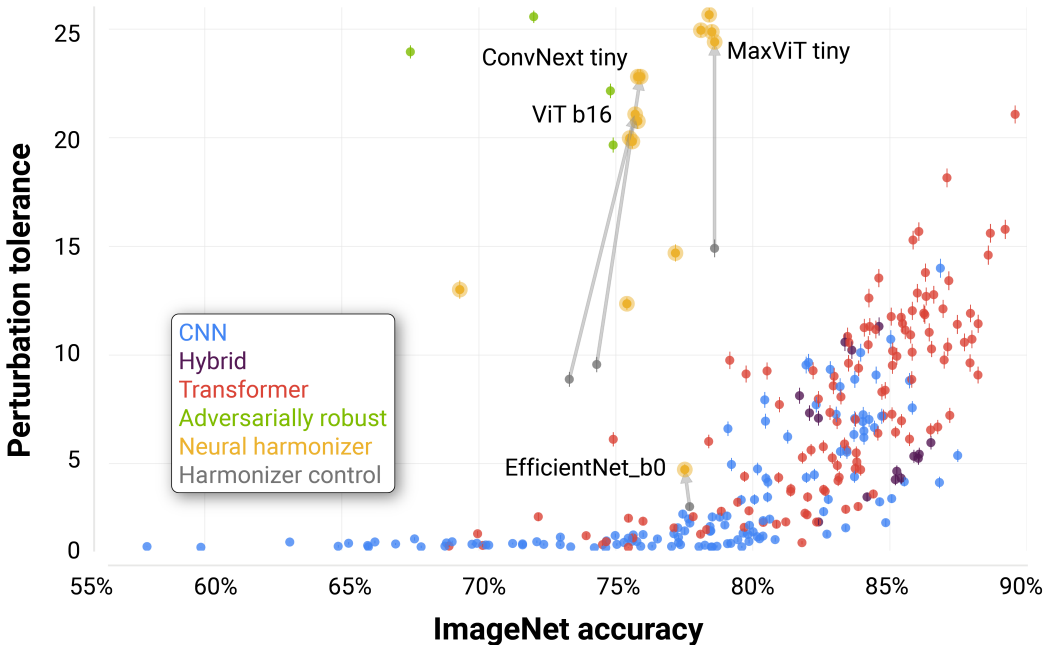 25
ConvNext tiny
MaxViT tiny
ViT b16
20
15
Perturbation tolerance
CNN
Hybrid
Transformer
Adversarially robust
Neural harmonizer
Harmonizer control
10
5
EfficientNet_b0
0
55%
60%
65%
70%
75%
80%
85%
90%
ImageNet accuracy